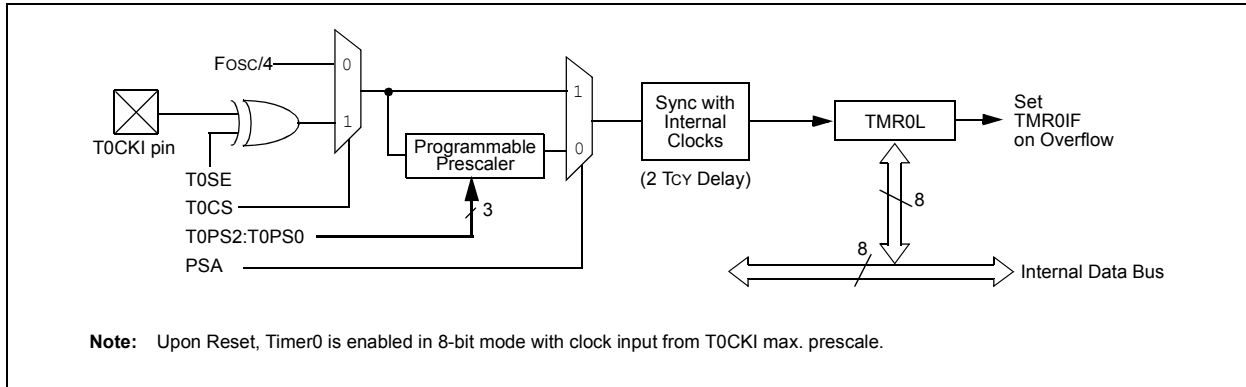 FOSC/4
0
1
T0CKI pin
T0SE
T0CS
T0PS2:T0PS0
PSA
Programmable
Prescaler
3
1
0
Sync with
Internal
Clocks
(2 TCY Delay)
TMR0L
Set
TMR0IF
on Overflow
8
8
Internal Data Bus
Note: Upon Reset, Timer0 is enabled in 8-bit mode with clock input from T0CKI max. prescale.